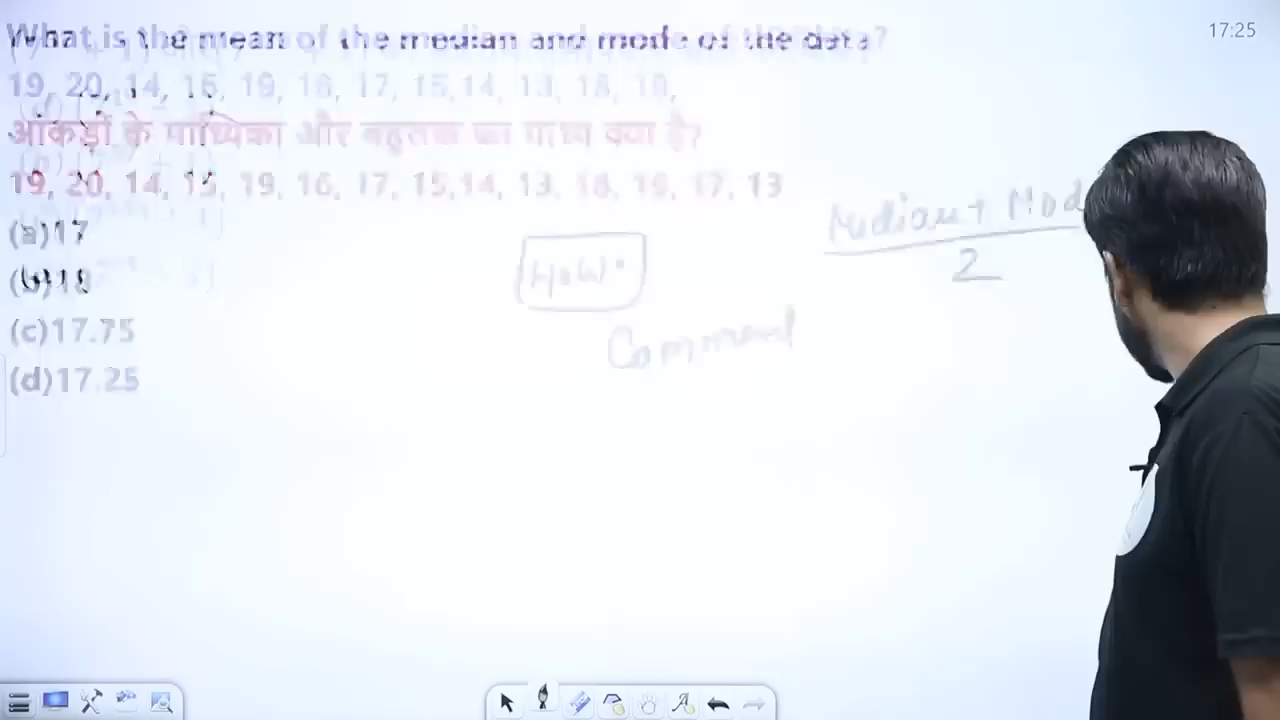 What is the mean of the median and mode of the data?
19, 20, 14, 15, 19, 16, 17, 15,14, 13, 18, 19,
आंकड़ों के माध्यिका और बहुलक का माध्य क्या है?
19, 20, 14, 15, 19, 16, 17, 15,14, 13, 18, 19, 17, 13
(a)17
(b)18
(c)17.75
(d)17.25
17:25
Median + Mod
2
H.W.
Comment